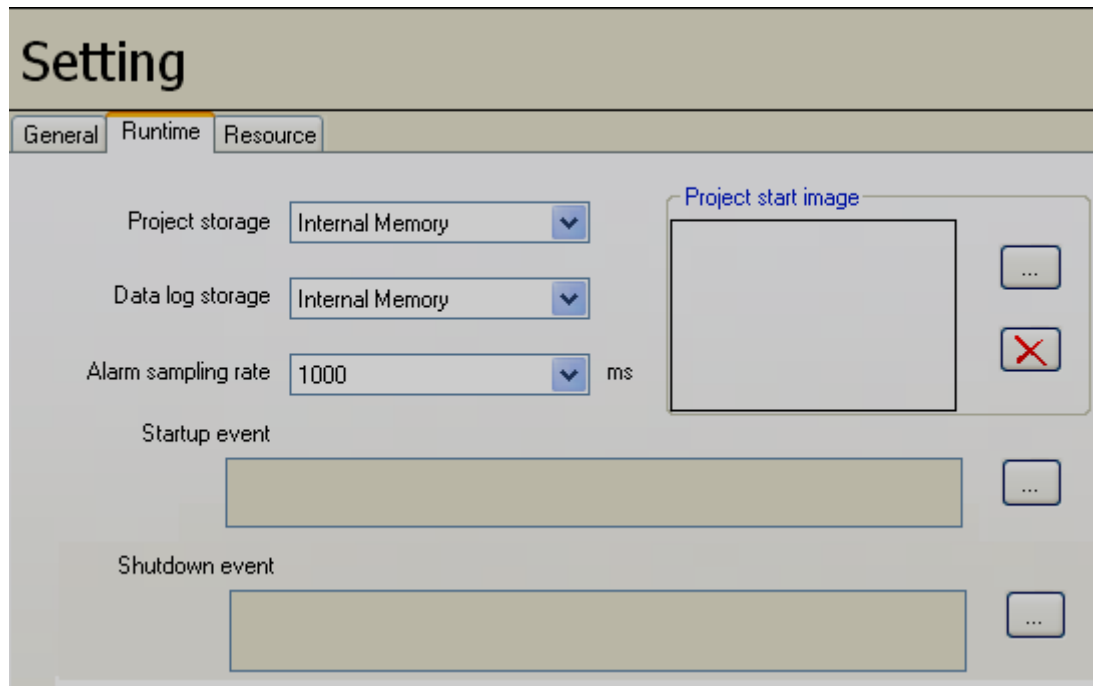 Setting
General Runtime Resource
Project storage Internal Memory
Project start image
...
Data log storage Internal Memory
Alarm sampling rate 1000 ms
Startup event
...
Shutdown event
...